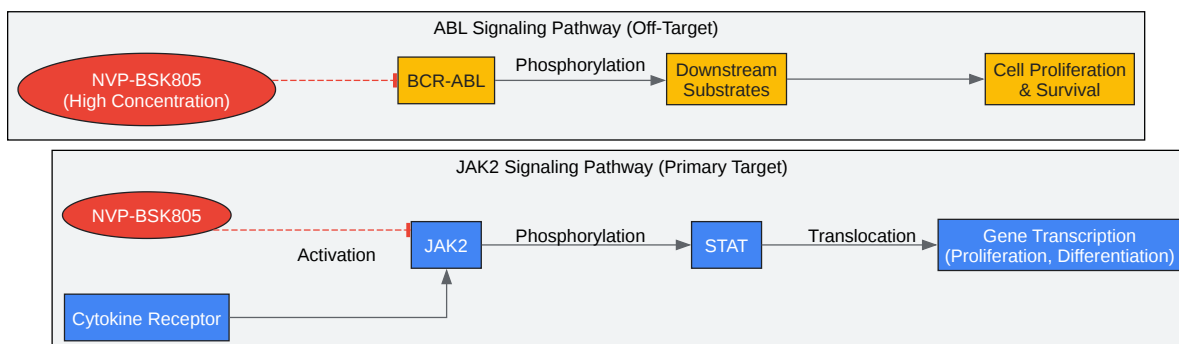 ABL Signaling Pathway (Off-Target)
NVP-BSK805
(High Concentration)
BCR-ABL
Phosphorylation
Downstream
Substrates
Cell Proliferation
& Survival
JAK2 Signaling Pathway (Primary Target)
NVP-BSK805
Activation
JAK2
Phosphorylation
STAT
Translocation
Gene Transcription
(Proliferation, Differentiation)
Cytokine Receptor